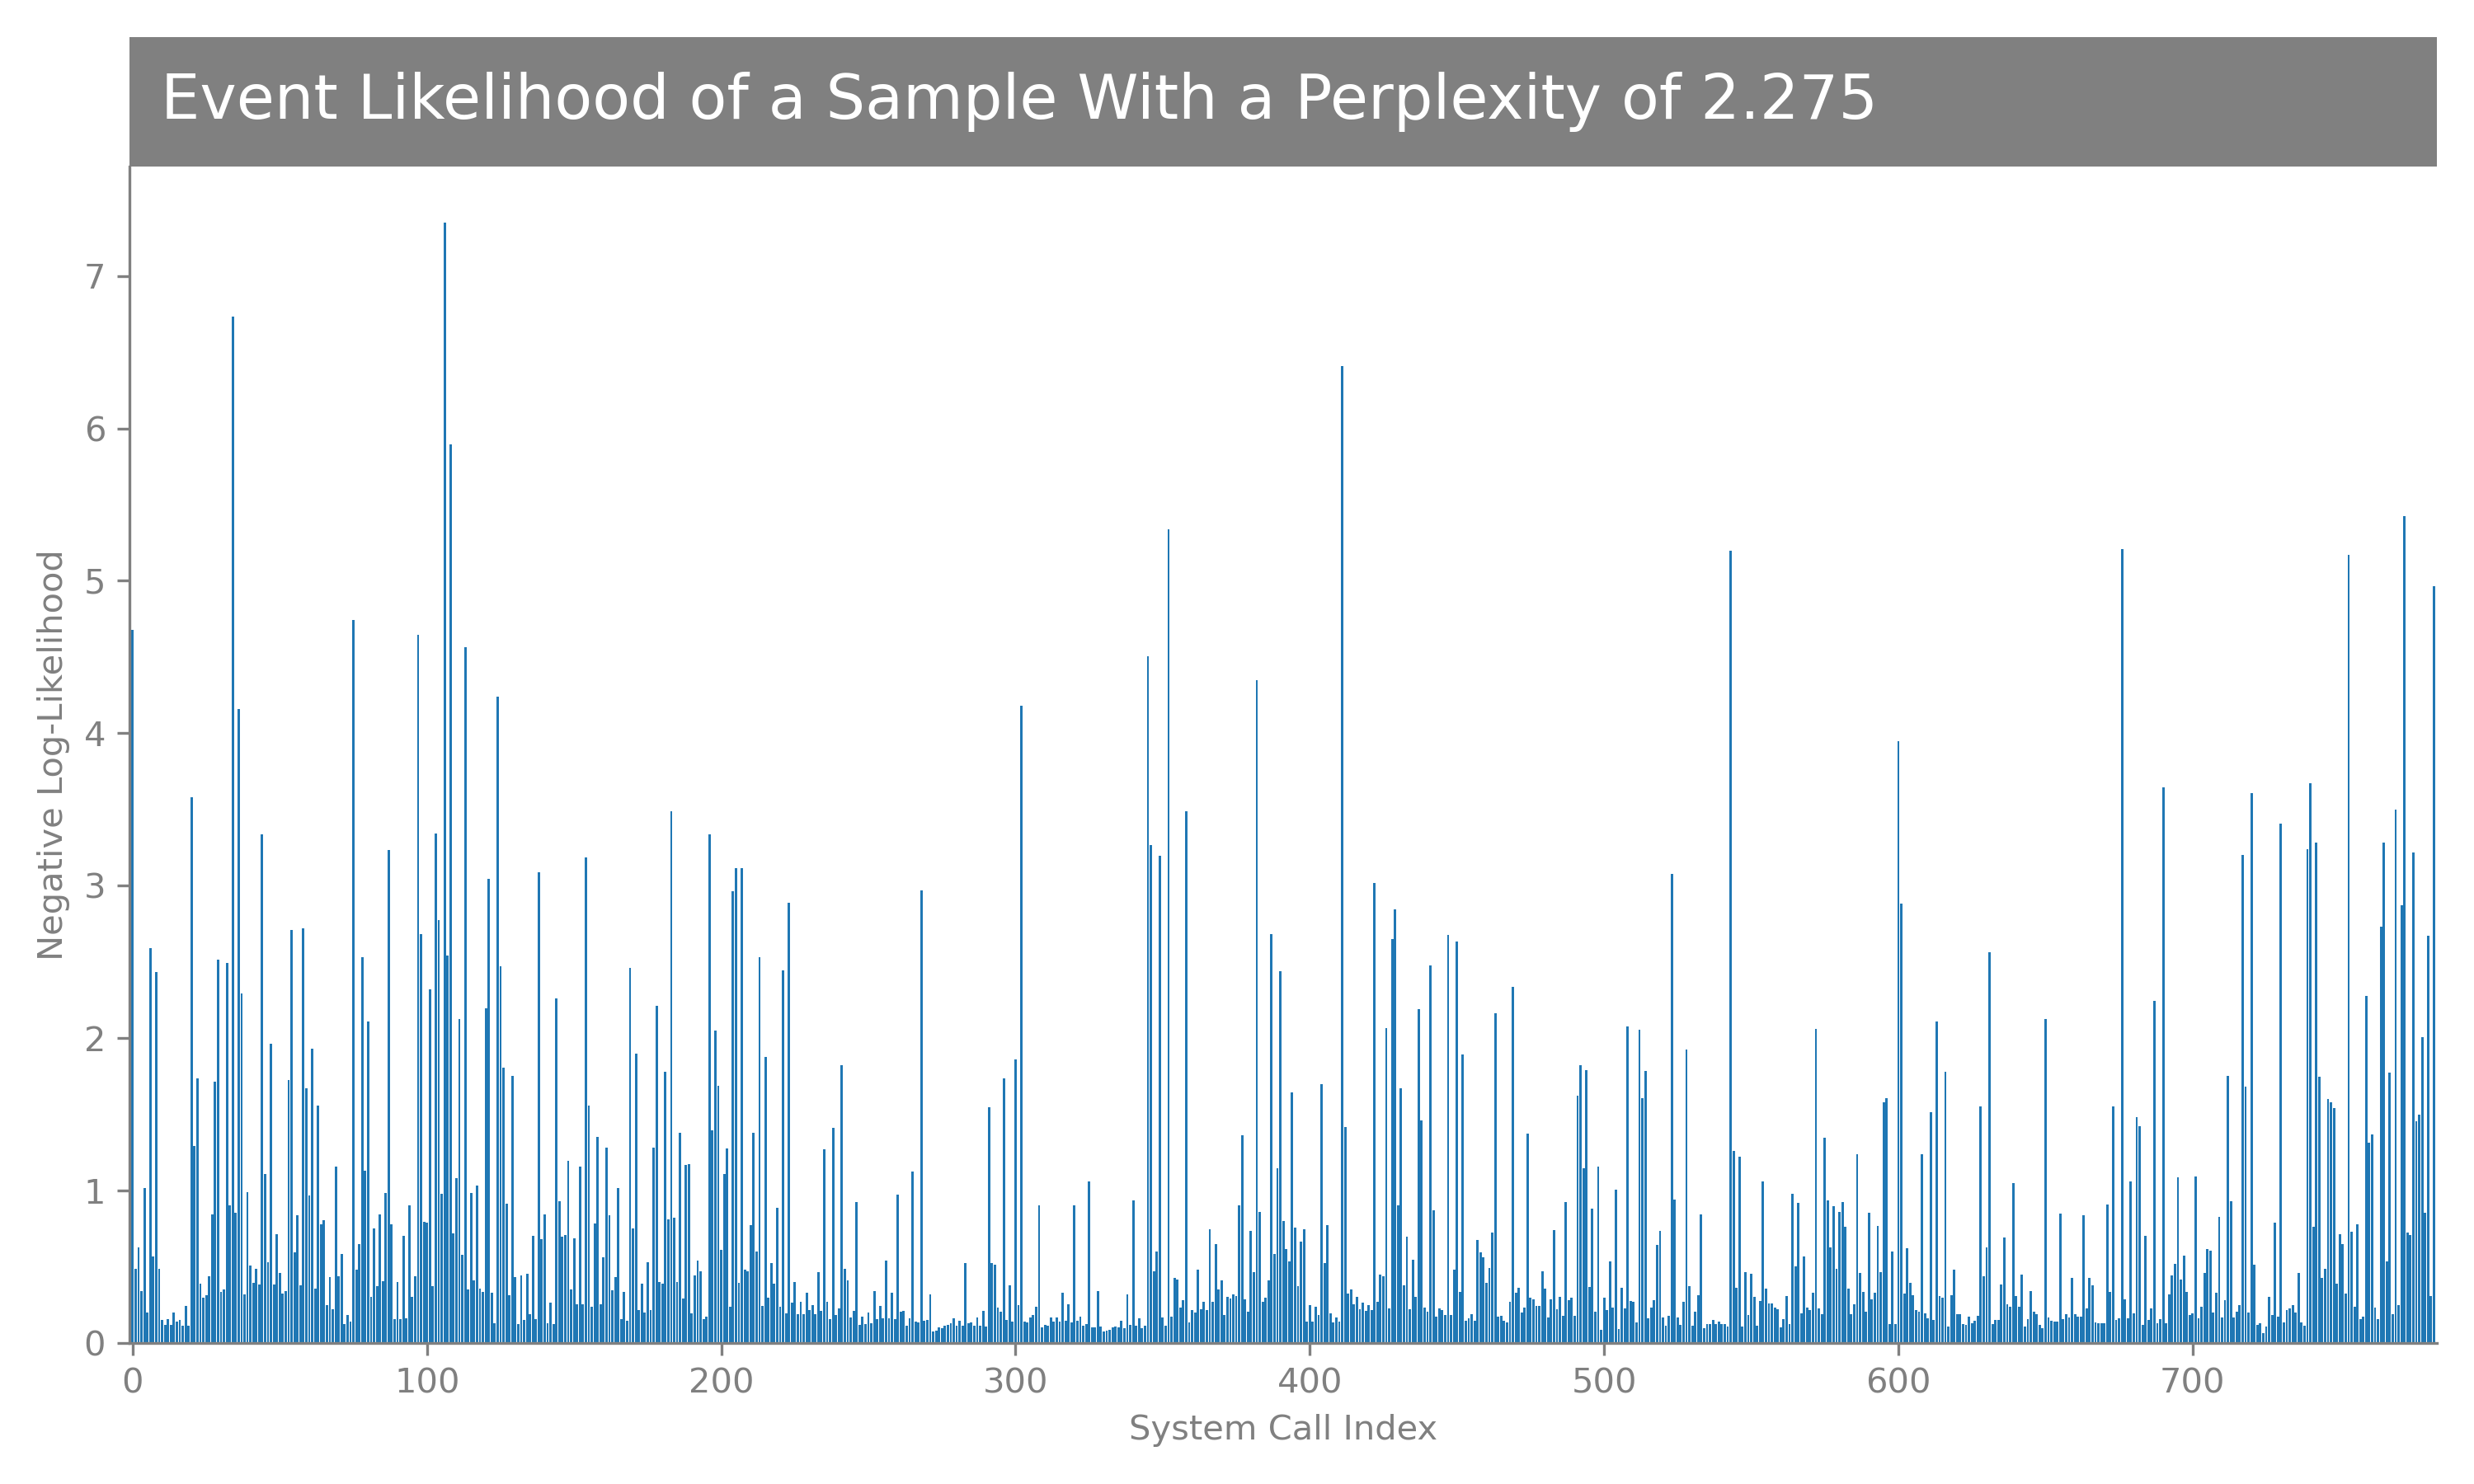 Event Likelihood of a Sample With a Perplexity of 2.275
7
6
5
4
3
2
1
0
Negative Log-Likelihood
0 100 200 300 400 500 600 700
System Call Index